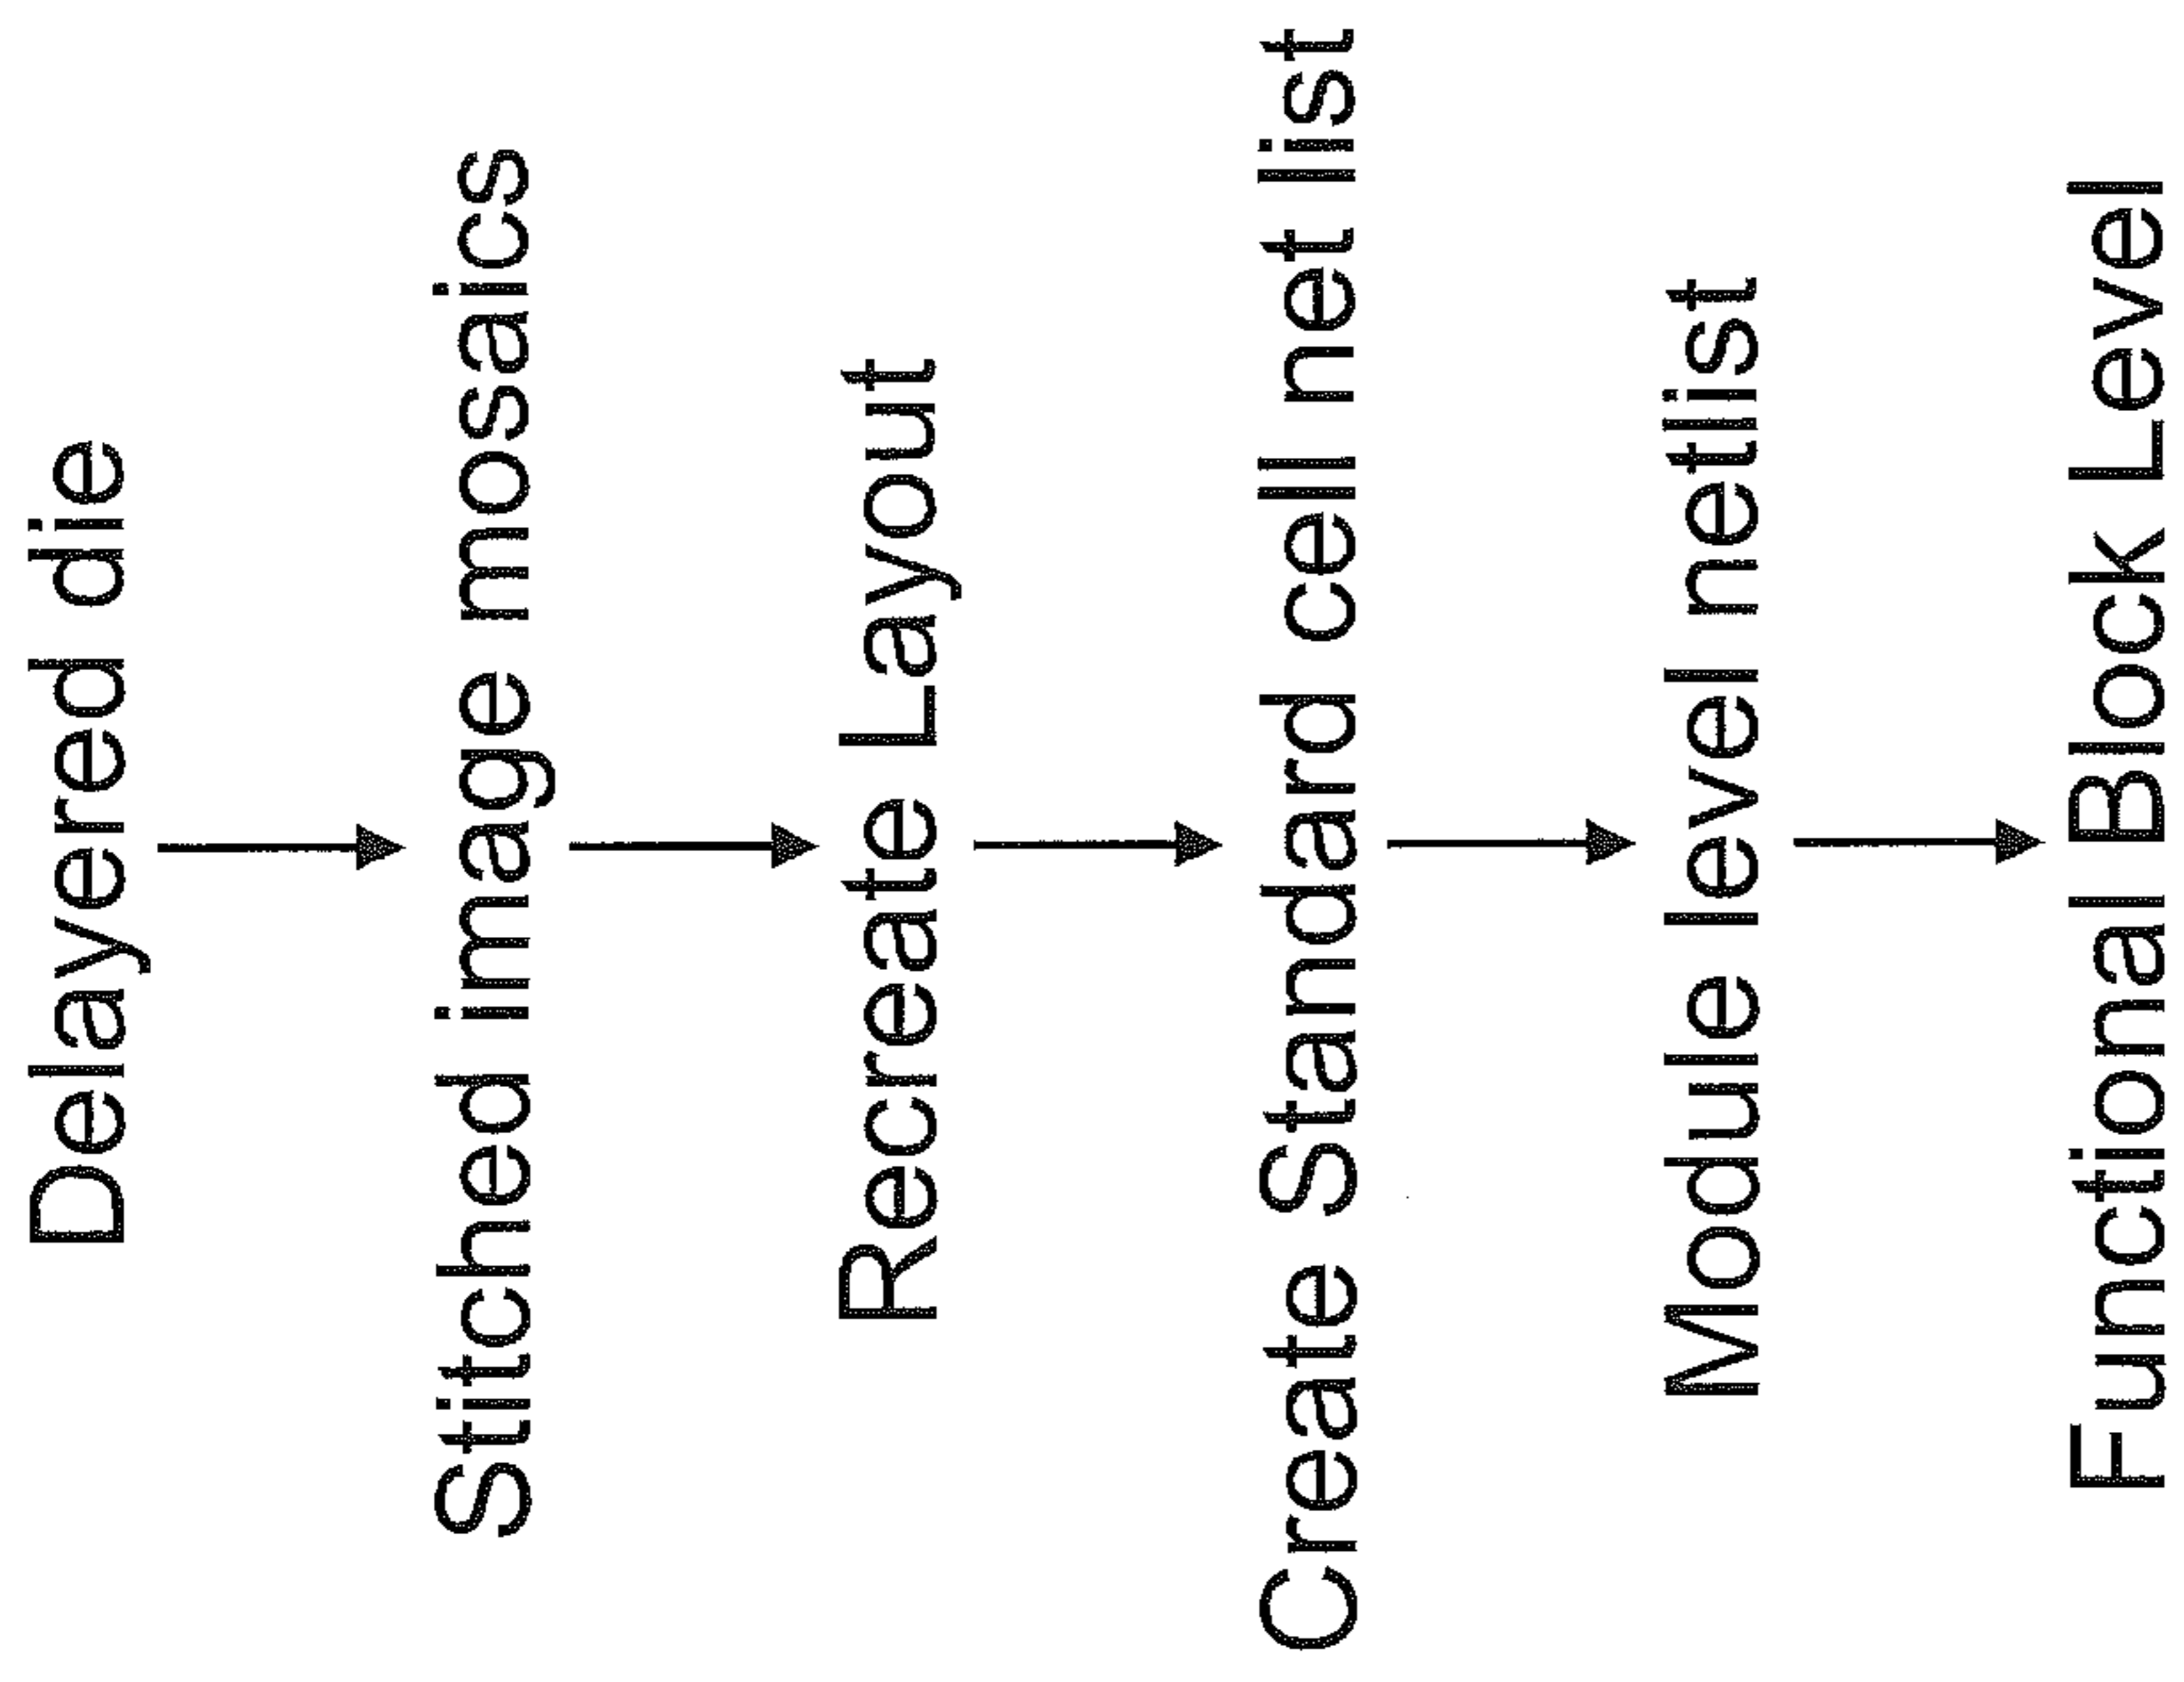 Delayered die
Stitched image mosaics
Recreate Layout
Create Standard cell net list
Module level netlist
Functional Block Level